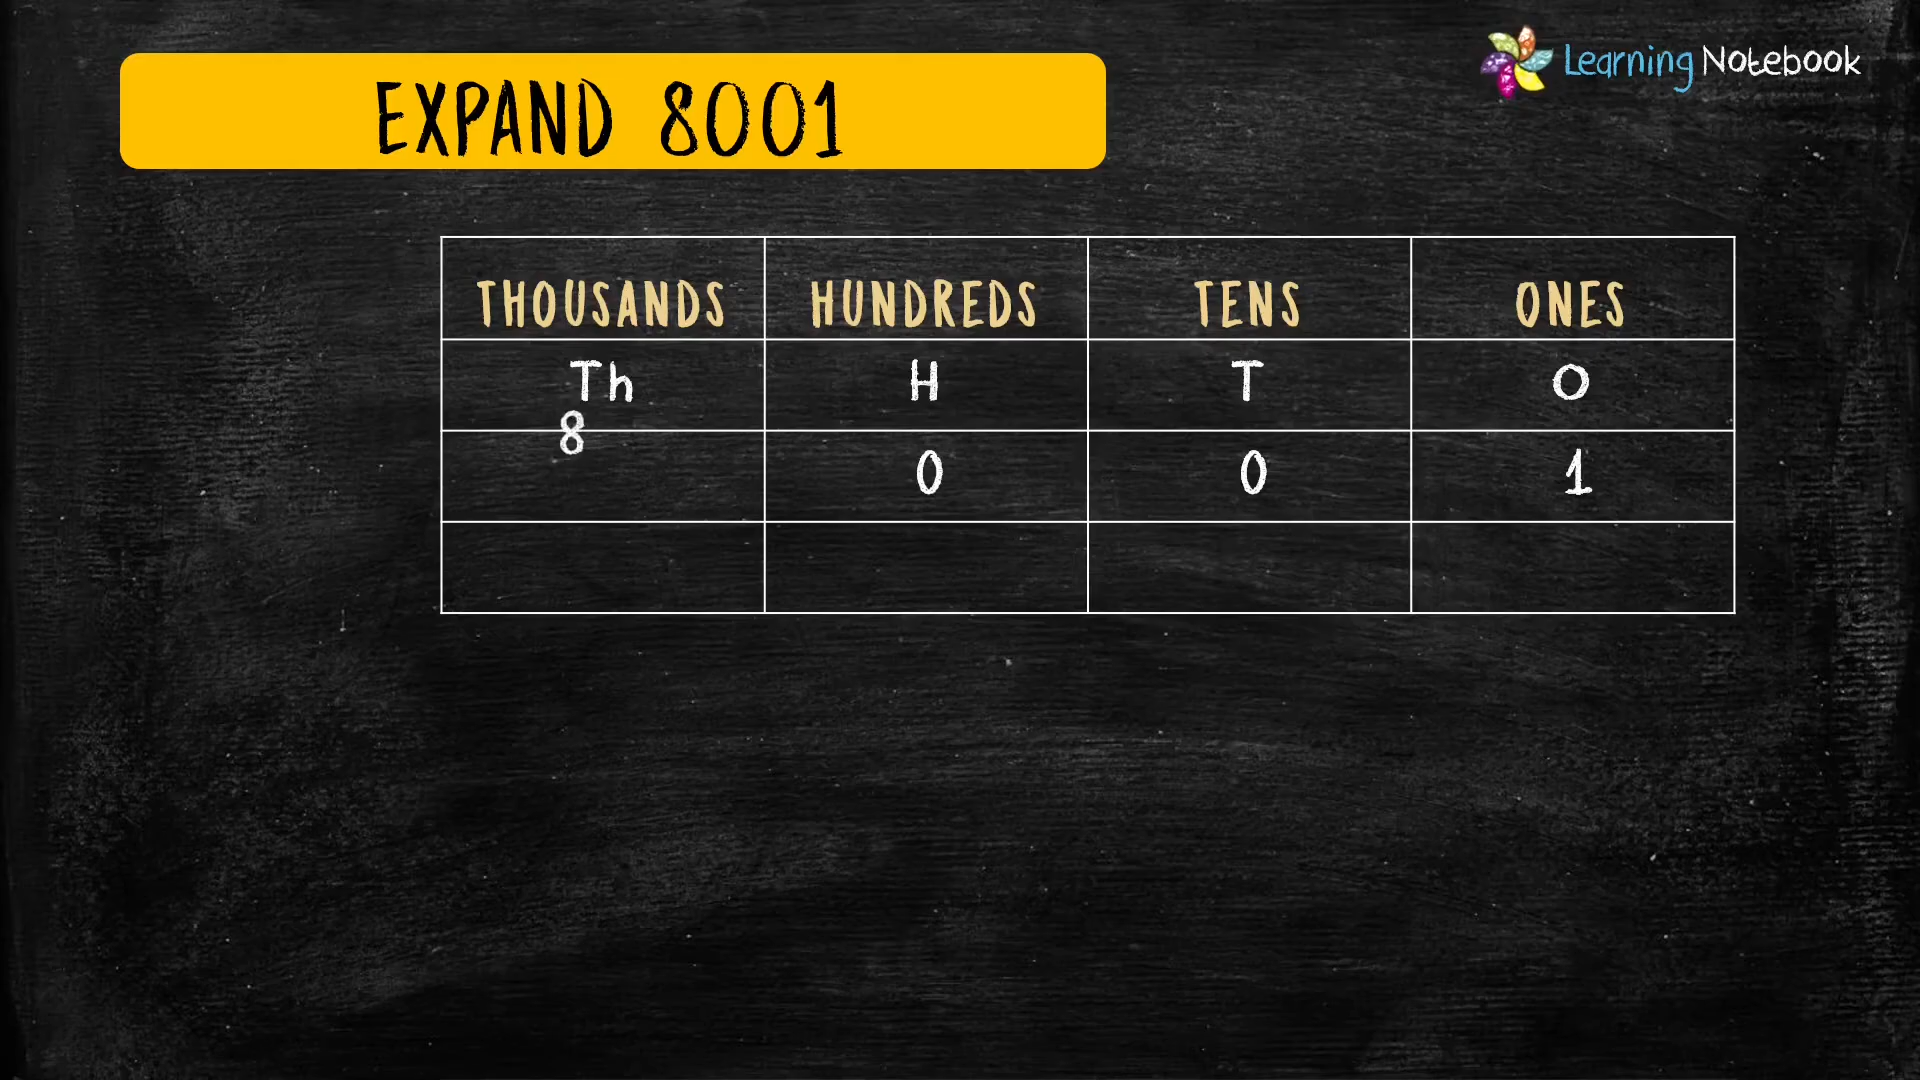 EXPAND 8001
Learning Notebook
THOUSANDS HUNDREDS TENS ONES
Th H T O
8 0 0 1